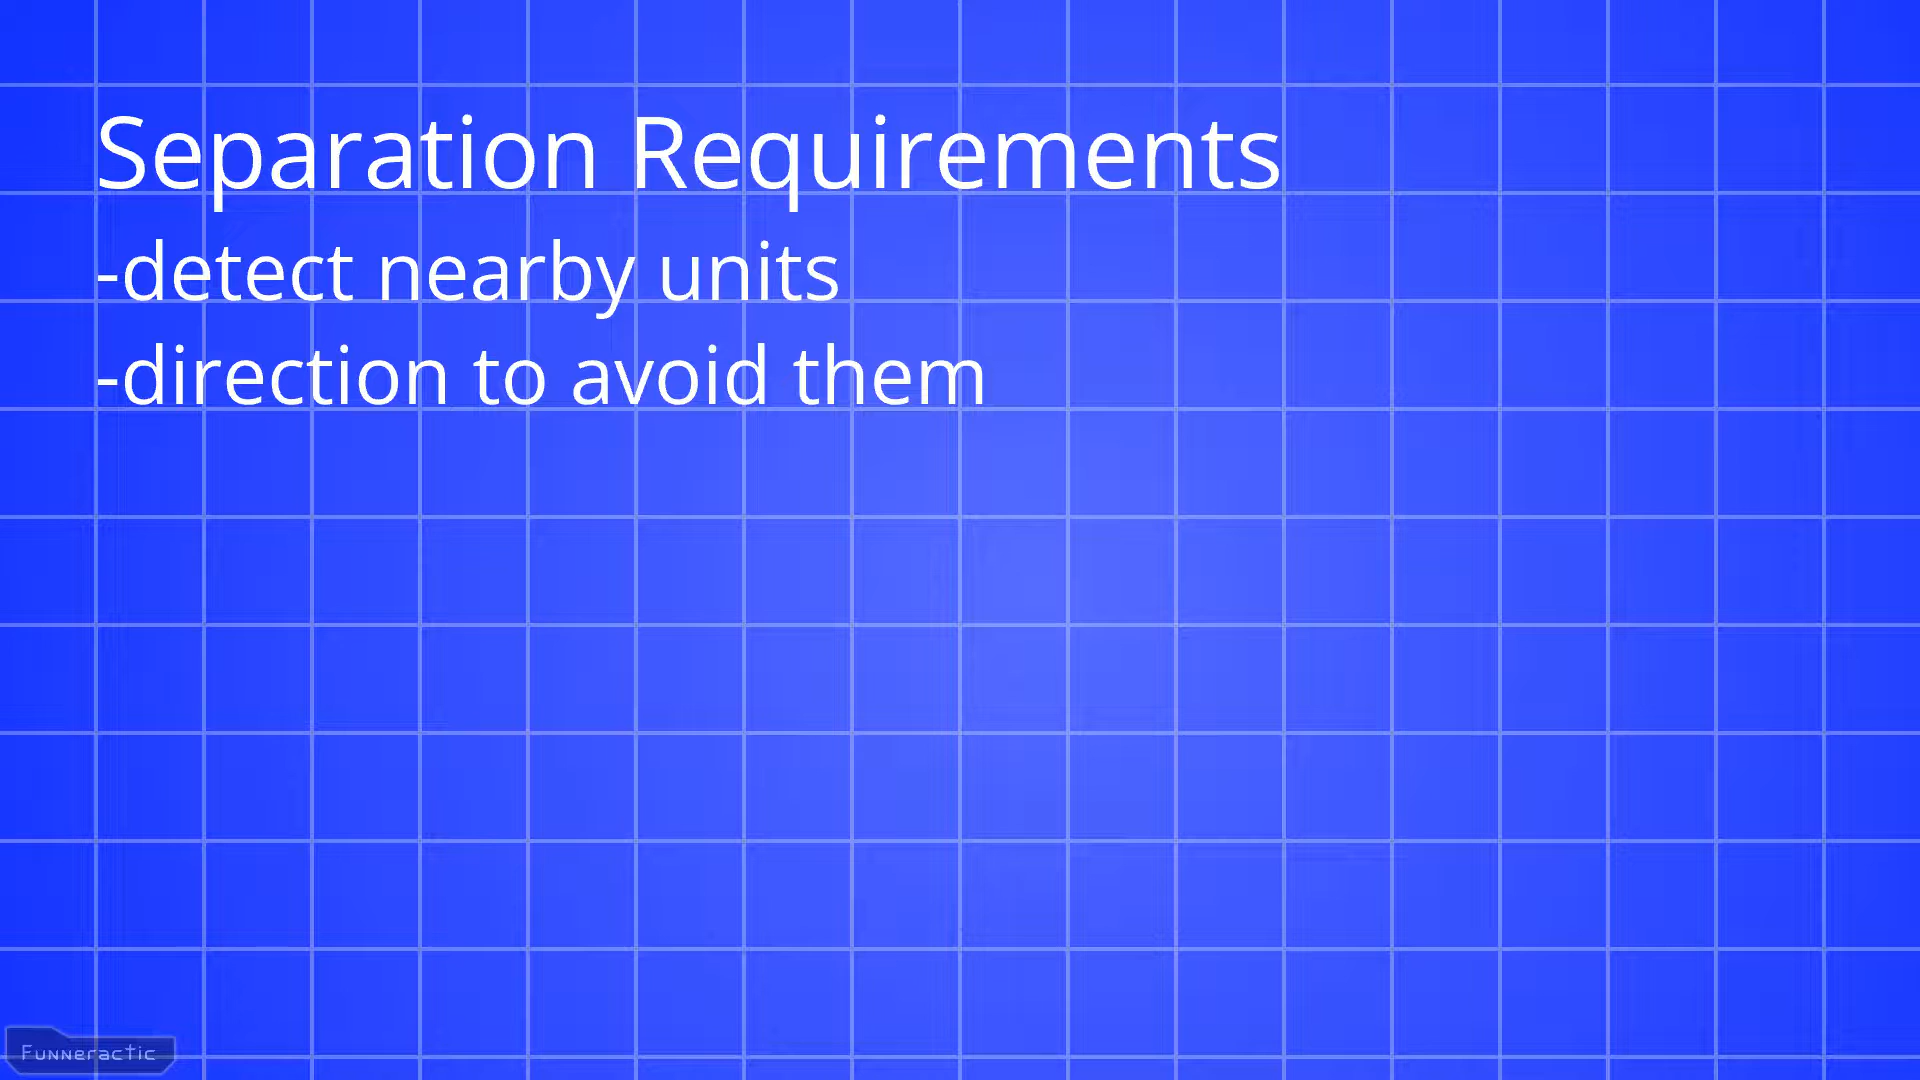 Separation Requirements
-detect nearby units
-direction to avoid them
Funneractic